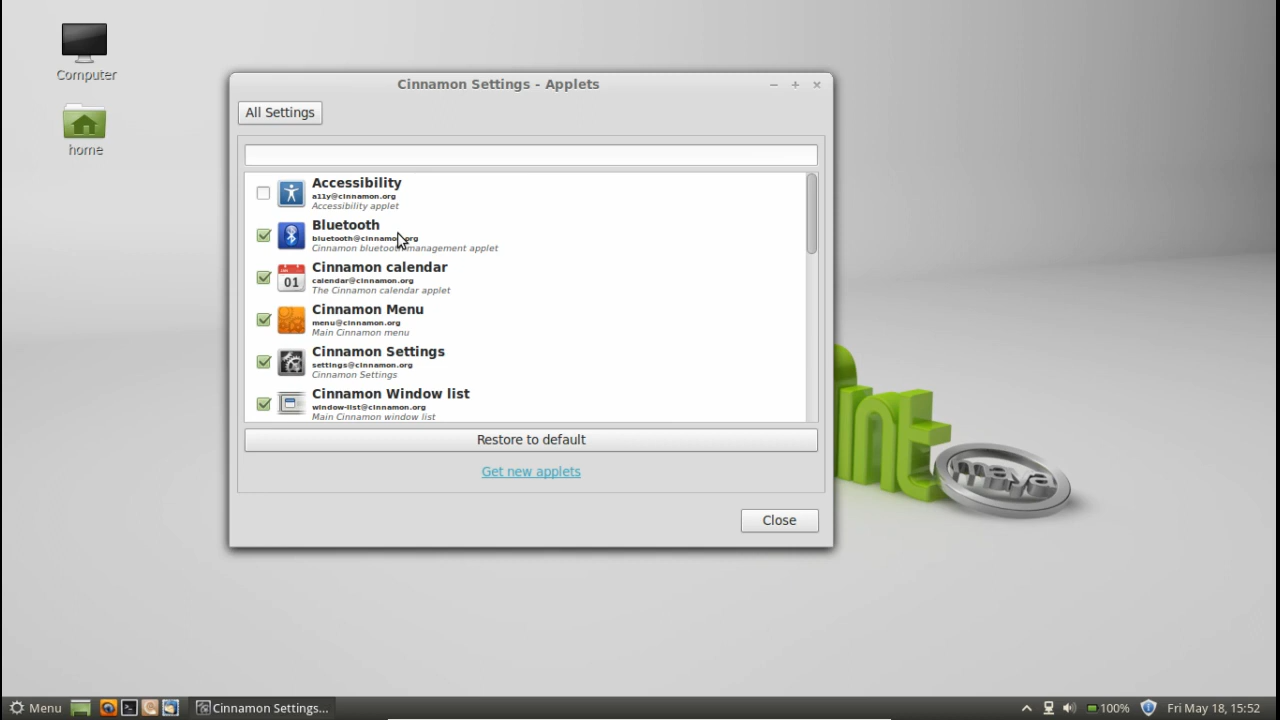 Computer
home
Cinnamon Settings - Applets
All Settings
Accessibility
a11y@cinnamon.org
Accessibility applet
Bluetooth
bluetooth@cinnamon.org
Cinnamon bluetooth management applet
01
Cinnamon calendar
calendar@cinnamon.org
The Cinnamon calendar applet
Cinnamon Menu
menu@cinnamon.org
Main Cinnamon menu
Cinnamon Settings
settings@cinnamon.org
Cinnamon Settings
Cinnamon Window list
window-list@cinnamon.org
Main Cinnamon window list
Restore to default
Get new applets
Close
maya
Menu
Cinnamon Settings...
100%
Fri May 18, 15:52